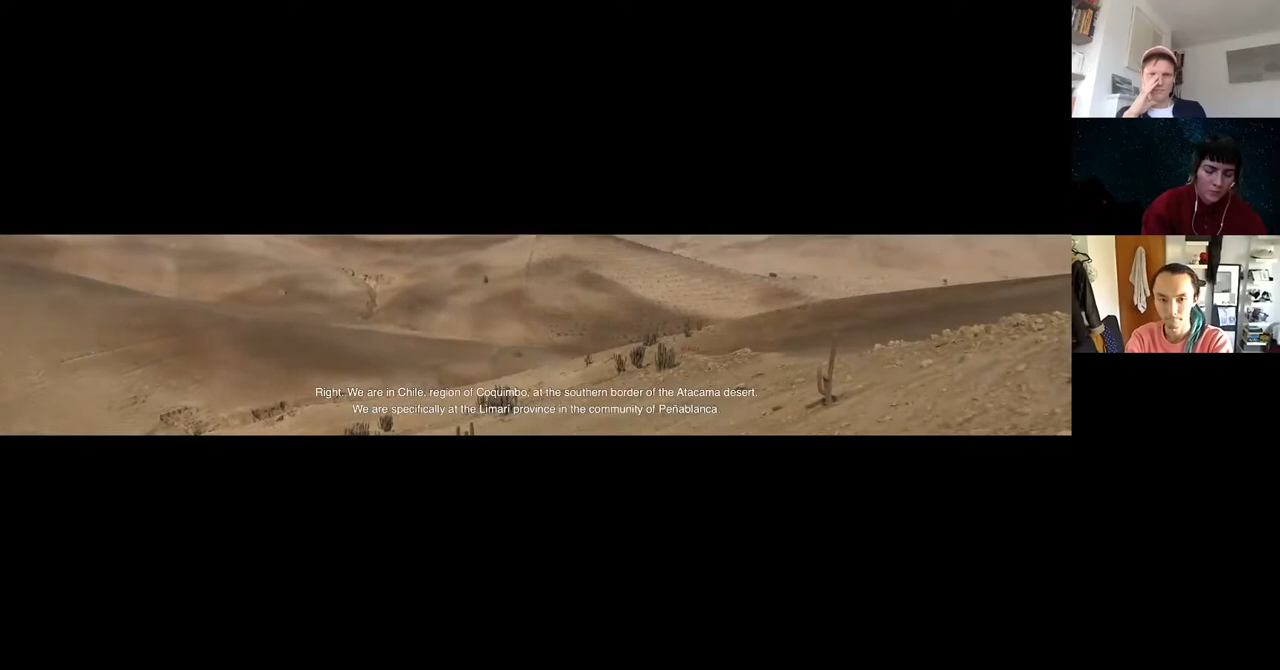 Right. We are in Chile, region of Coquimbo, at the southern border of the Atacama desert.
We are specifically at the Limarí province in the community of Peñablanca